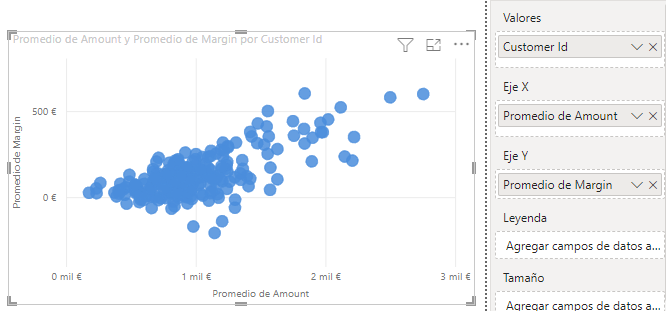 Promedio de Amount y Promedio de Margin por Customer Id
Promedio de Margin
500 €
0 €
0 mil €
1 mil €
2 mil €
3 mil €
Promedio de Amount
Valores
Customer Id
Eje X
Promedio de Amount
Eje Y
Promedio de Margin
Leyenda
Agregar campos de datos a...
Tamaño
Agregar campos de datos a...